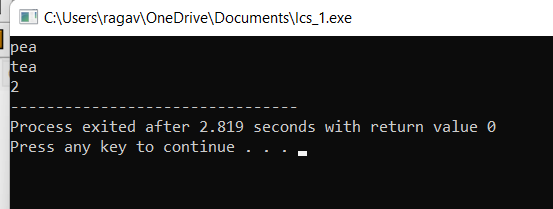 C:\Users\ragav\OneDrive\Documents\lcs_1.exe
pea
tea
2
--------------------------------
Process exited after 2.819 seconds with return value 0
Press any key to continue . . .